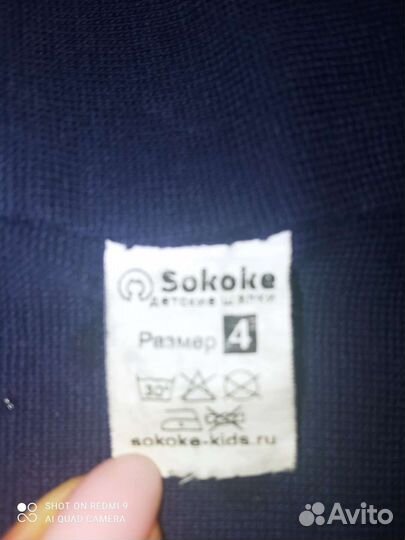 Sokoke
детские шапки
Размер 4
30°
sokoke-kids.ru
SHOT ON REDMI 9
AI QUAD CAMERA
Avito